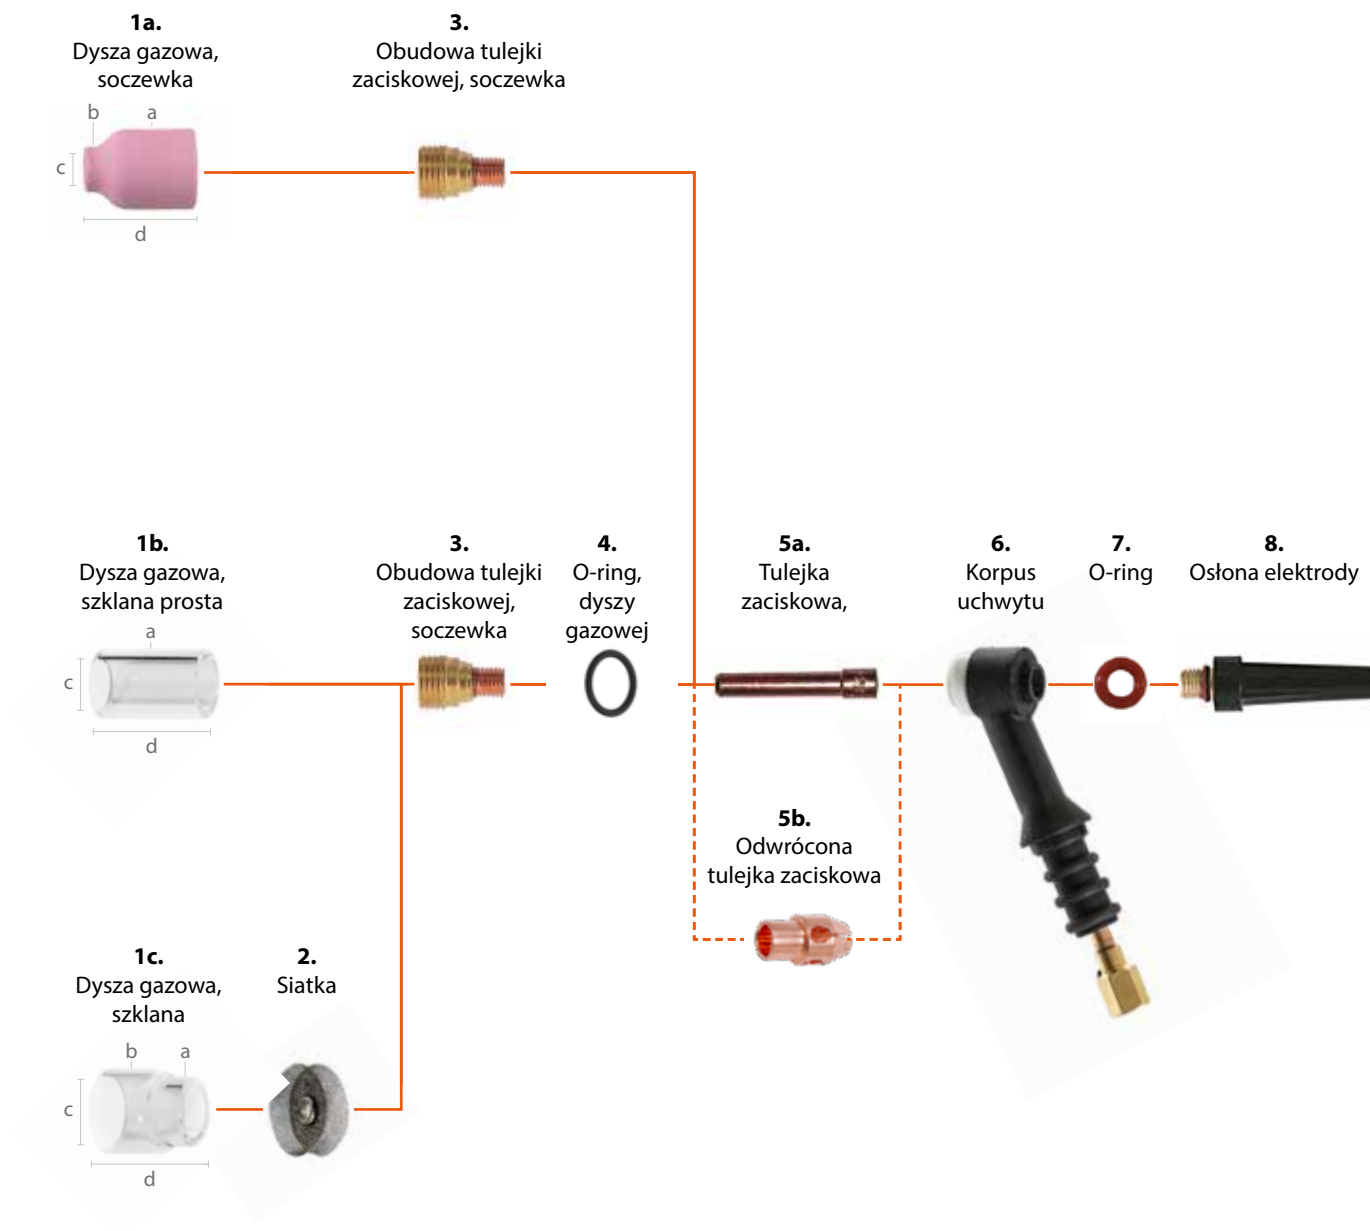 1a.
Dysza gazowa,
soczewka
b
a
c
d
3.
Obudowa tulejki
zaciskowej, soczewka
1b.
Dysza gazowa,
szklana prosta
a
c
d
3.
Obudowa tulejki
zaciskowej,
soczewka
4.
O-ring,
dyszy
gazowej
5a.
Tulejka
zaciskowa,
6.
Korpus
uchwytu
7.
O-ring
8.
Osłona elektrody
5b.
Odwrócona
tulejka zaciskowa
1c.
Dysza gazowa,
szklana
b
a
c
d
2.
Siatka